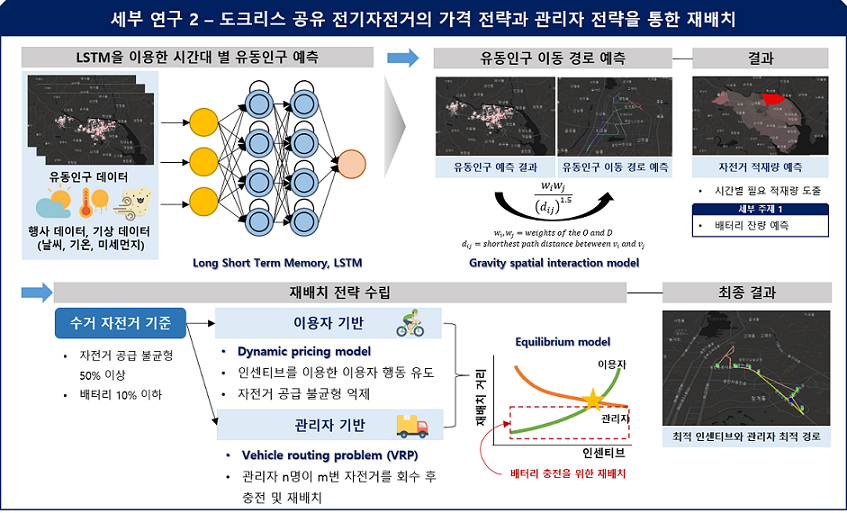 세부 연구 2 – 도크리스 공유 전기자전거의 가격 전략과 관리자 전략을 통한 재배치
LSTM을 이용한 시간대 별 유동인구 예측
유동인구 데이터
행사 데이터, 기상 데이터
(날씨, 기온, 미세먼지)
Long Short Term Memory, LSTM
유동인구 이동 경로 예측
유동인구 예측 결과
유동인구 이동 경로 예측
w_i w_j / (d_ij)^1.5
w_i, w_j = weights of the O and D
d_ij = shortest path distance beteween v_i and v_j
Gravity spatial interaction model
결과
자전거 적재량 예측
• 시간별 필요 적재량 도출
세부 주제 1
• 배터리 잔량 예측
재배치 전략 수립
수거 자전거 기준
• 자전거 공급 불균형
50% 이상
• 배터리 10% 이하
이용자 기반
• Dynamic pricing model
• 인센티브를 이용한 이용자 행동 유도
• 자전거 공급 불균형 억제
관리자 기반
• Vehicle routing problem (VRP)
• 관리자 n명이 m번 자전거를 회수 후
충전 및 재배치
Equilibrium model
재배치 거리
이용자
관리자
인센티브
배터리 충전을 위한 재배치
최종 결과
최적 인센티브와 관리자 최적 경로